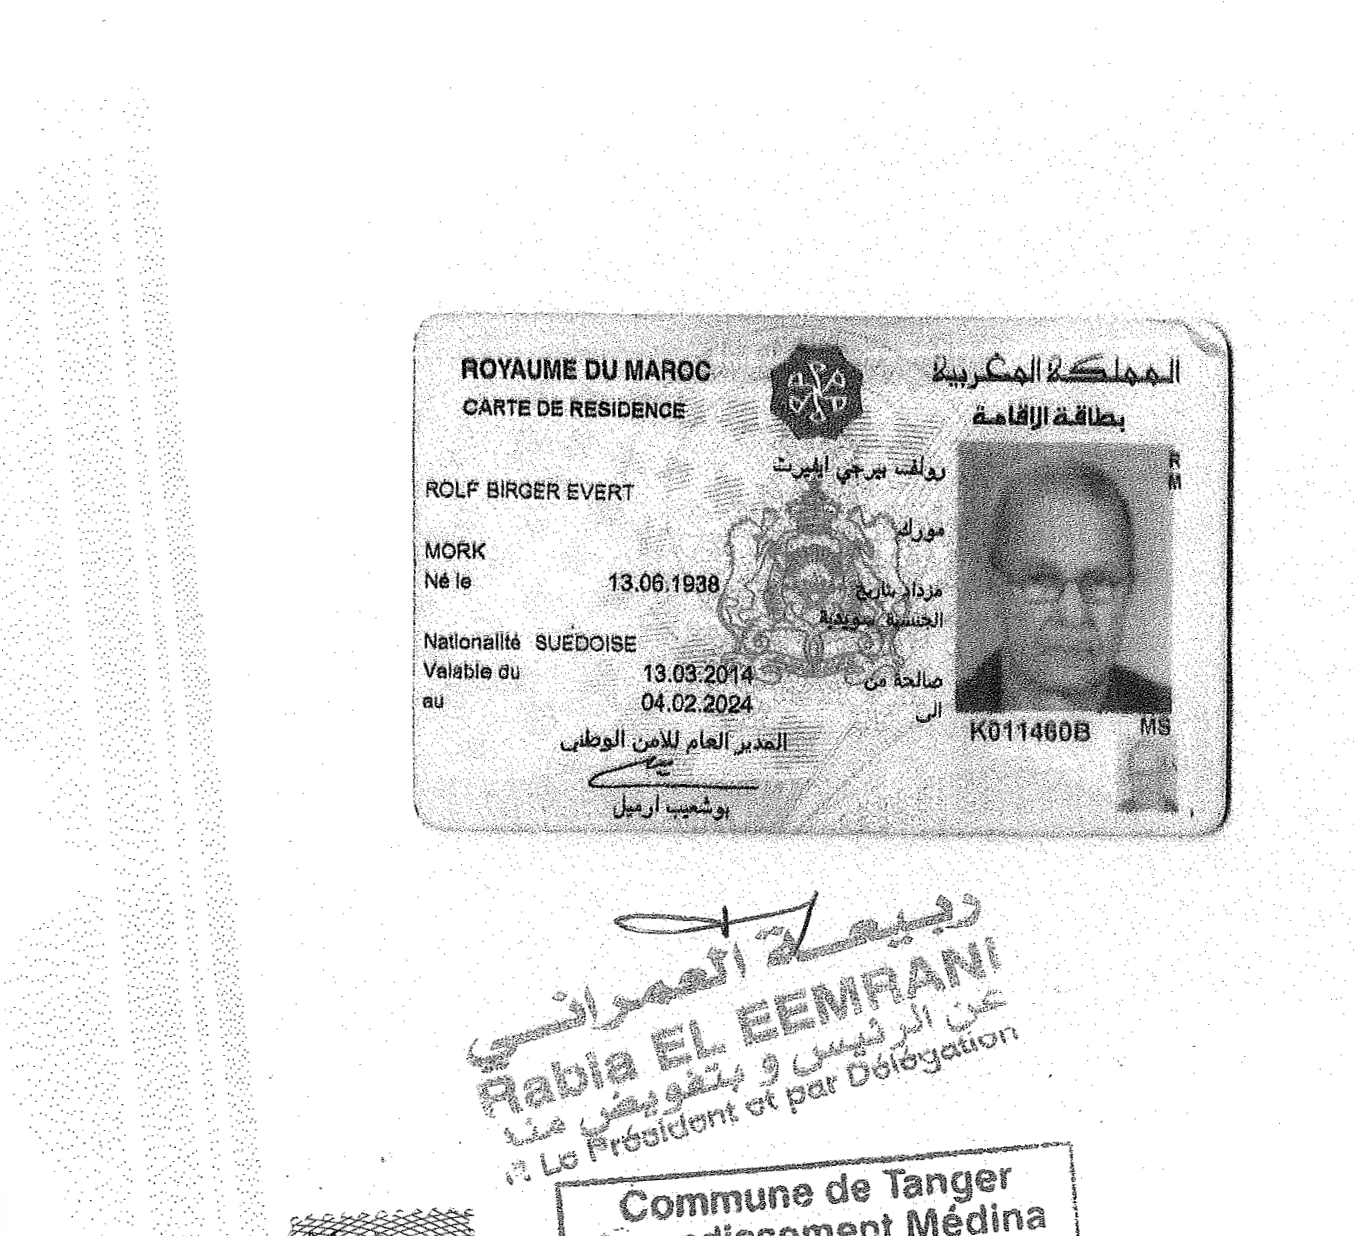 ROYAUME DU MAROC
المملكة المغربية
CARTE DE RESIDENCE
بطاقة الإقامة
R
M
رولف بيرجي ايفيرت
ROLF BIRGER EVERT
مورك
MORK
Né le 13.06.1938 مزداد بتاريخ
الجنسية سويدية
Nationalité SUEDOISE
Valable du 13.03.2014 صالحة من
au 04.02.2024 الى
K011460B MS
المدير العام للأمن الوطني
بوشعيب ارميل
ربيعة العمراني
Rabia EL EEMRANI
عن الرئيس و بتفويض منه
Le Président et par Délégation
Commune de Tanger
Médina